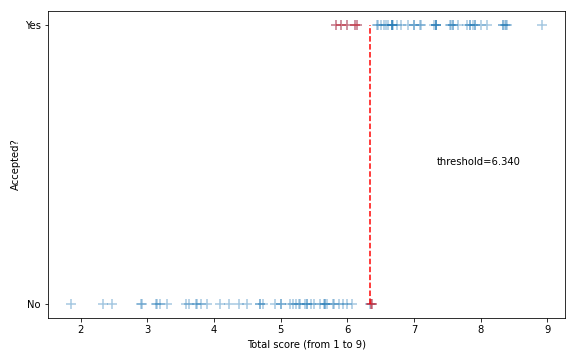 Yes
Accepted?
threshold=6.340
No
2 3 4 5 6 7 8 9
Total score (from 1 to 9)